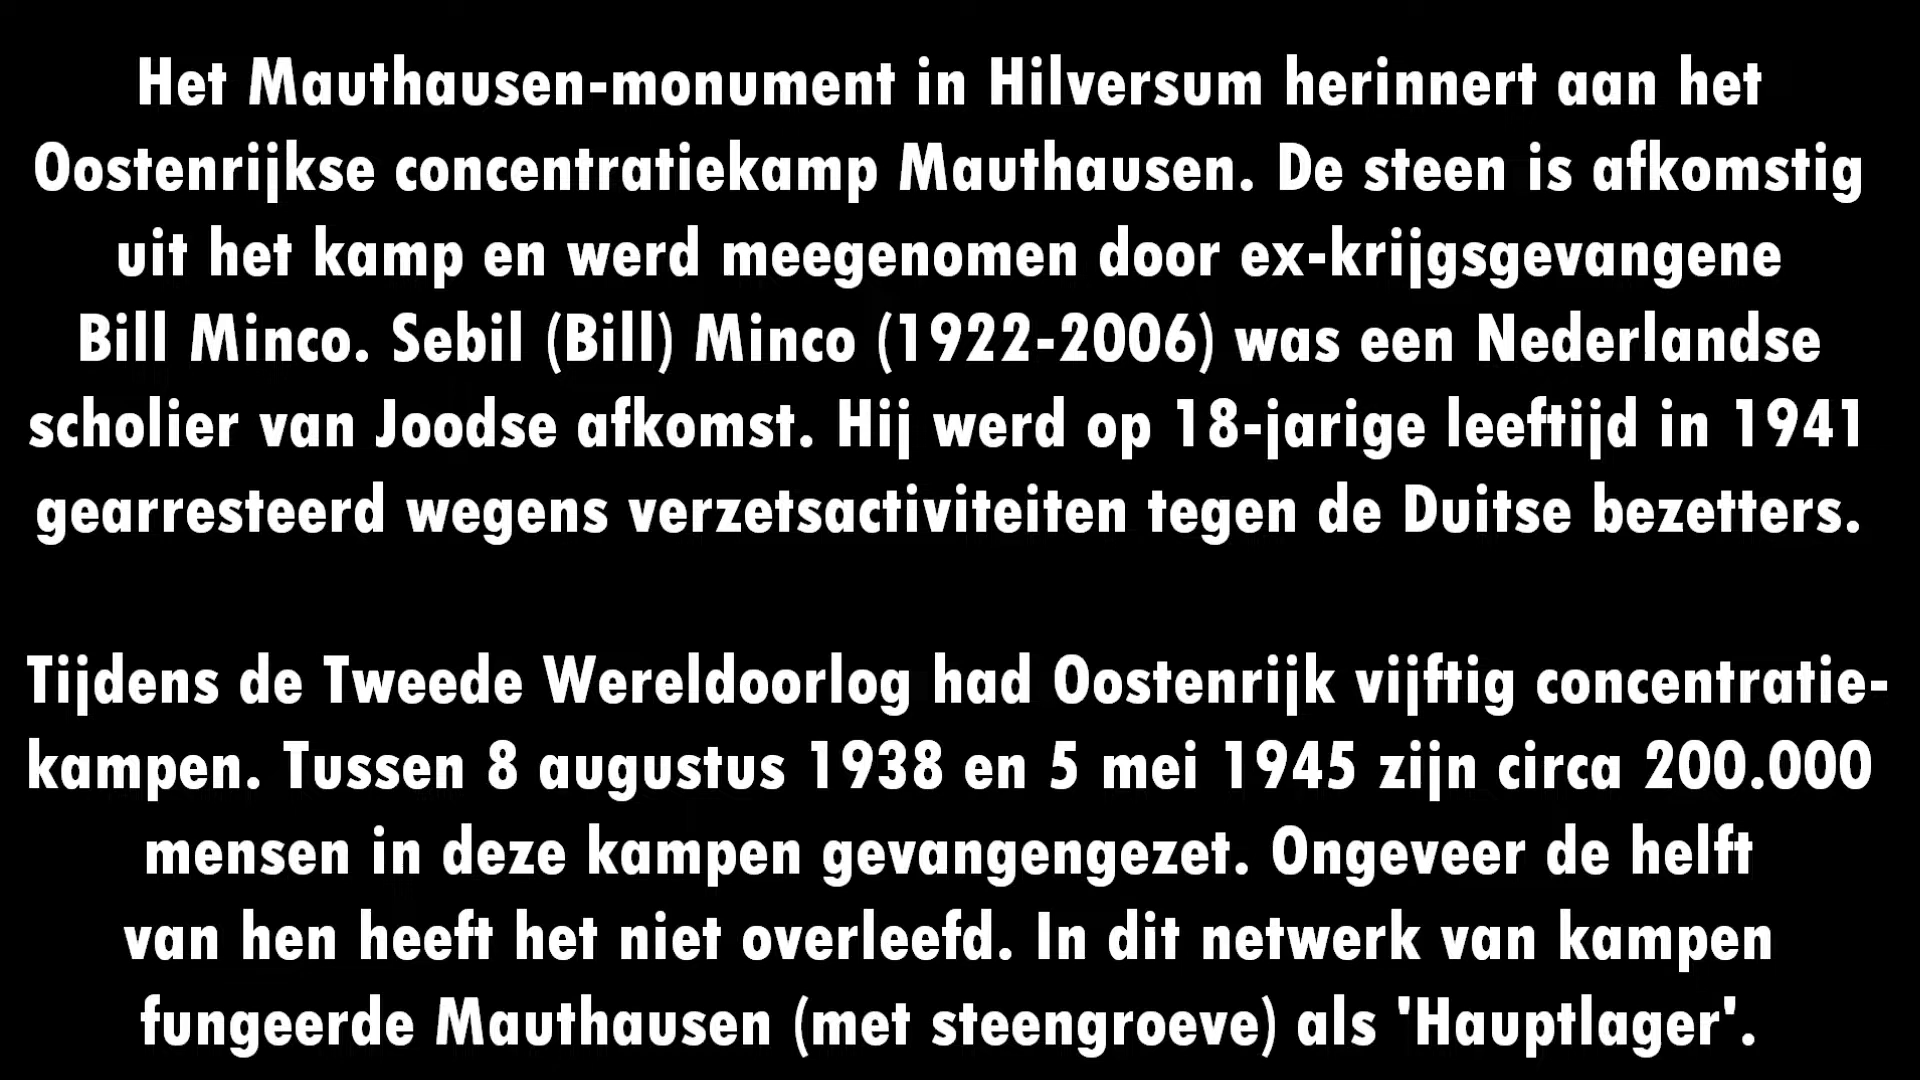 Het Mauthausen-monument in Hilversum herinnert aan het
Oostenrijkse concentratiekamp Mauthausen. De steen is afkomstig
uit het kamp en werd meegenomen door ex-krijgsgevangene
Bill Minco. Sebil (Bill) Minco (1922-2006) was een Nederlandse
scholier van Joodse afkomst. Hij werd op 18-jarige leeftijd in 1941
gearresteerd wegens verzetsactiviteiten tegen de Duitse bezetters.
Tijdens de Tweede Wereldoorlog had Oostenrijk vijftig concentratie-
kampen. Tussen 8 augustus 1938 en 5 mei 1945 zijn circa 200.000
mensen in deze kampen gevangengezet. Ongeveer de helft
van hen heeft het niet overleefd. In dit netwerk van kampen
fungeerde Mauthausen (met steengroeve) als 'Hauptlager'.